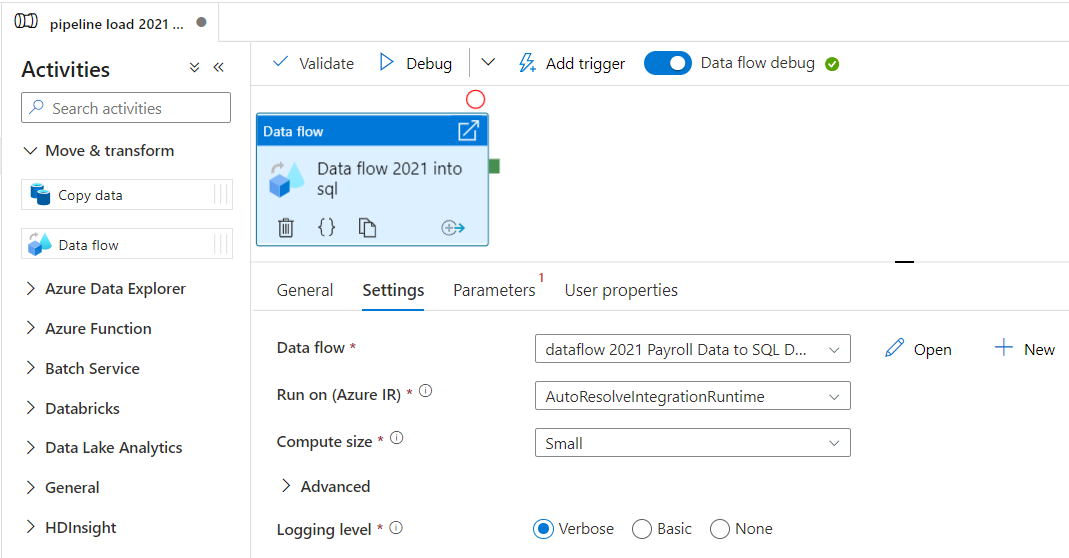 pipeline load 2021 ...
Activities
Search activities
Move & transform
Copy data
Data flow
Azure Data Explorer
Azure Function
Batch Service
Databricks
Data Lake Analytics
General
HDInsight
Validate
Debug
Add trigger
Data flow debug
Data flow
Data flow 2021 into
sql
General
Settings
Parameters 1
User properties
Data flow *
dataflow 2021 Payroll Data to SQL D...
Open
New
Run on (Azure IR) *
AutoResolveIntegrationRuntime
Compute size *
Small
Advanced
Logging level *
Verbose
Basic
None